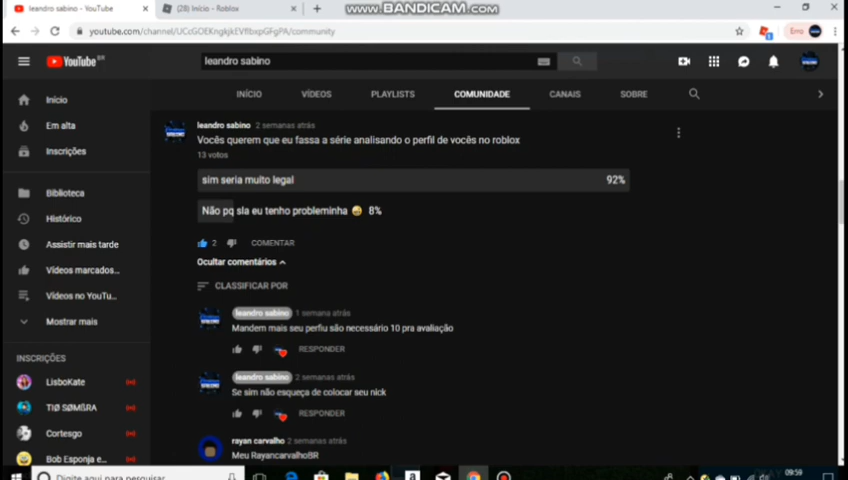 leandro sabino - YouTube
(28) Início - Roblox
www.BANDICAM.com
youtube.com/channel/UCcGOEKngkjkEVflbxpGFgPA/community
Erro
YouTube BR
leandro sabino
INÍCIO VÍDEOS PLAYLISTS COMUNIDADE CANAIS SOBRE
Início
Em alta
Inscrições
Biblioteca
Histórico
Assistir mais tarde
Vídeos marcados...
Vídeos no YouTu...
Mostrar mais
INSCRIÇÕES
LisboKate
TIØ SØMßRA
Cortesgo
Bob Esponja e...
leandro sabino 2 semanas atrás
Vocês querem que eu fassa a série analisando o perfil de vocês no roblox
13 votos
sim seria muito legal 92%
Não pq sla eu tenho probleminha 🤪 8%
2 COMENTAR
Ocultar comentários
CLASSIFICAR POR
leandro sabino 1 semana atrás
Mandem mais seu perfiu são necessário 10 pra avaliação
RESPONDER
leandro sabino 2 semanas atrás
Se sim não esqueça de colocar seu nick
RESPONDER
rayan carvalho 2 semanas atrás
Meu RayancarvalhoBR
Digite aqui para pesquisar
09:59